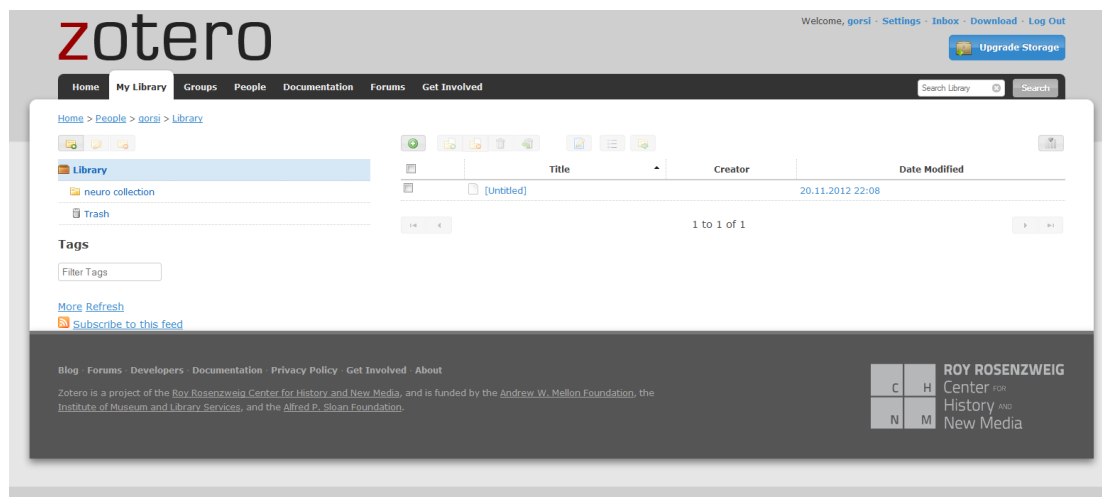 zotero
Welcome, gorsi - Settings - Inbox - Download - Log Out
Upgrade Storage
Home My Library Groups People Documentation Forums Get Involved
Search Library Search
Home > People > gorsi > Library
Library
Title Creator Date Modified
neuro collection
[Untitled] 20.11.2012 22:08
Trash
1 to 1 of 1
Tags
Filter Tags
More Refresh
Subscribe to this feed
Blog · Forums · Developers · Documentation · Privacy Policy · Get Involved · About
Zotero is a project of the Roy Rosenzweig Center for History and New Media, and is funded by the Andrew W. Mellon Foundation, the
Institute of Museum and Library Services, and the Alfred P. Sloan Foundation.
C H
N M
ROY ROSENZWEIG
Center FOR
History AND
New Media